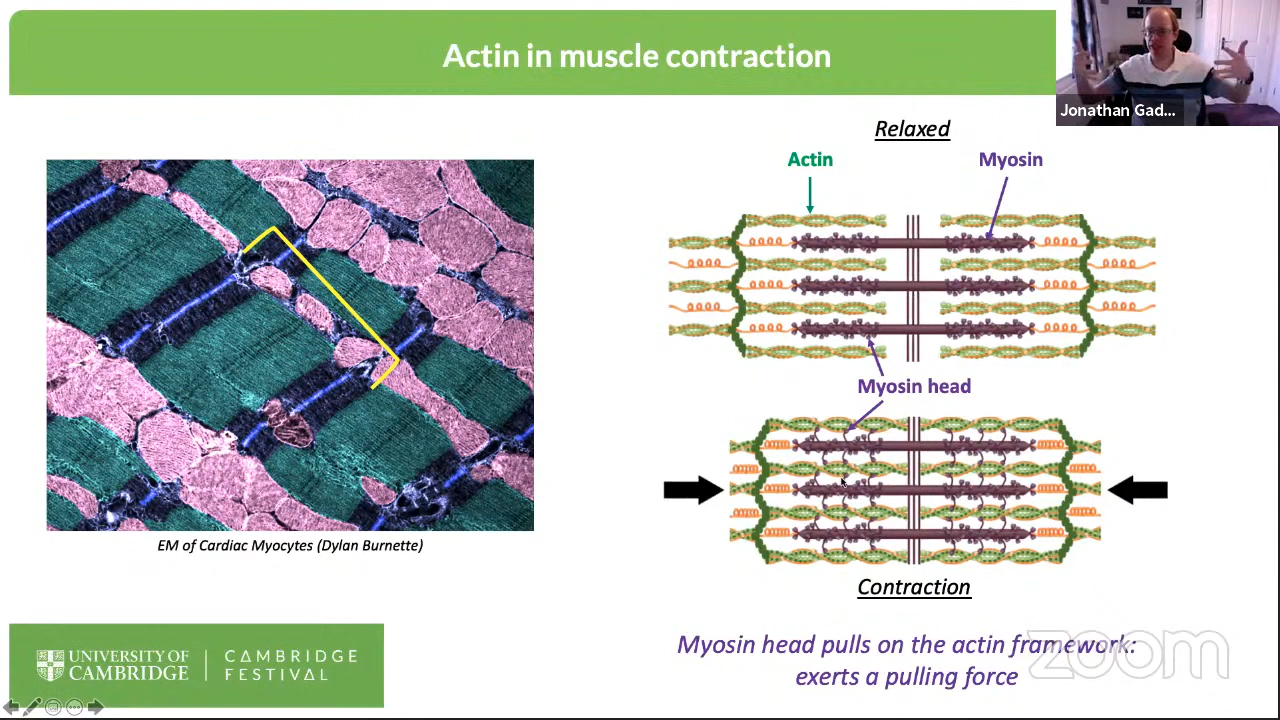 Actin in muscle contraction
Jonathan Gad...
Relaxed
Actin
Myosin
Myosin head
Contraction
EM of Cardiac Myocytes (Dylan Burnette)
Myosin head pulls on the actin framework:
exerts a pulling force
UNIVERSITY OF
CAMBRIDGE
CAMBRIDGE
FESTIVAL
zoom